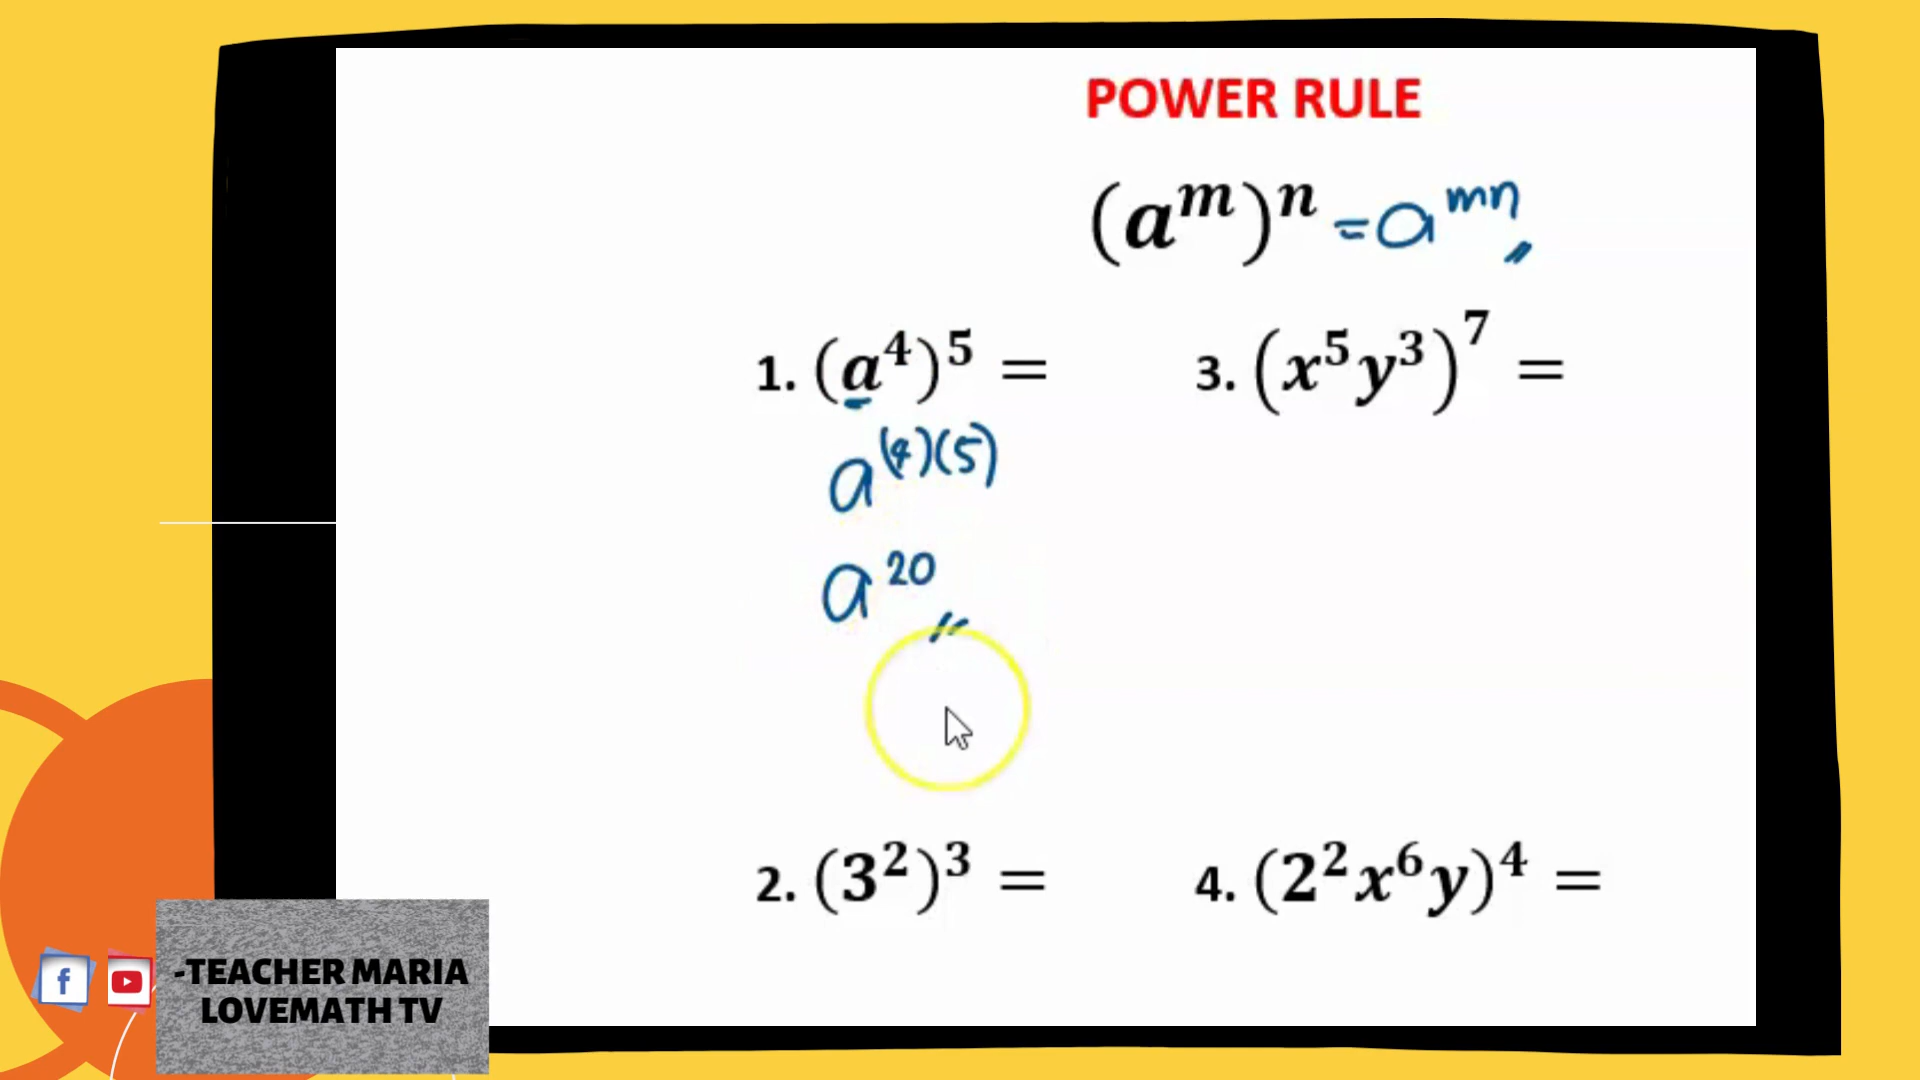 POWER RULE
(a^m)^n = a^mn
1. (a^4)^5 =
a^(4)(5)
a^20
3. (x^5y^3)^7 =
2. (3^2)^3 =
4. (2^2x^6y)^4 =
f
-TEACHER MARIA
LOVEMATH TV